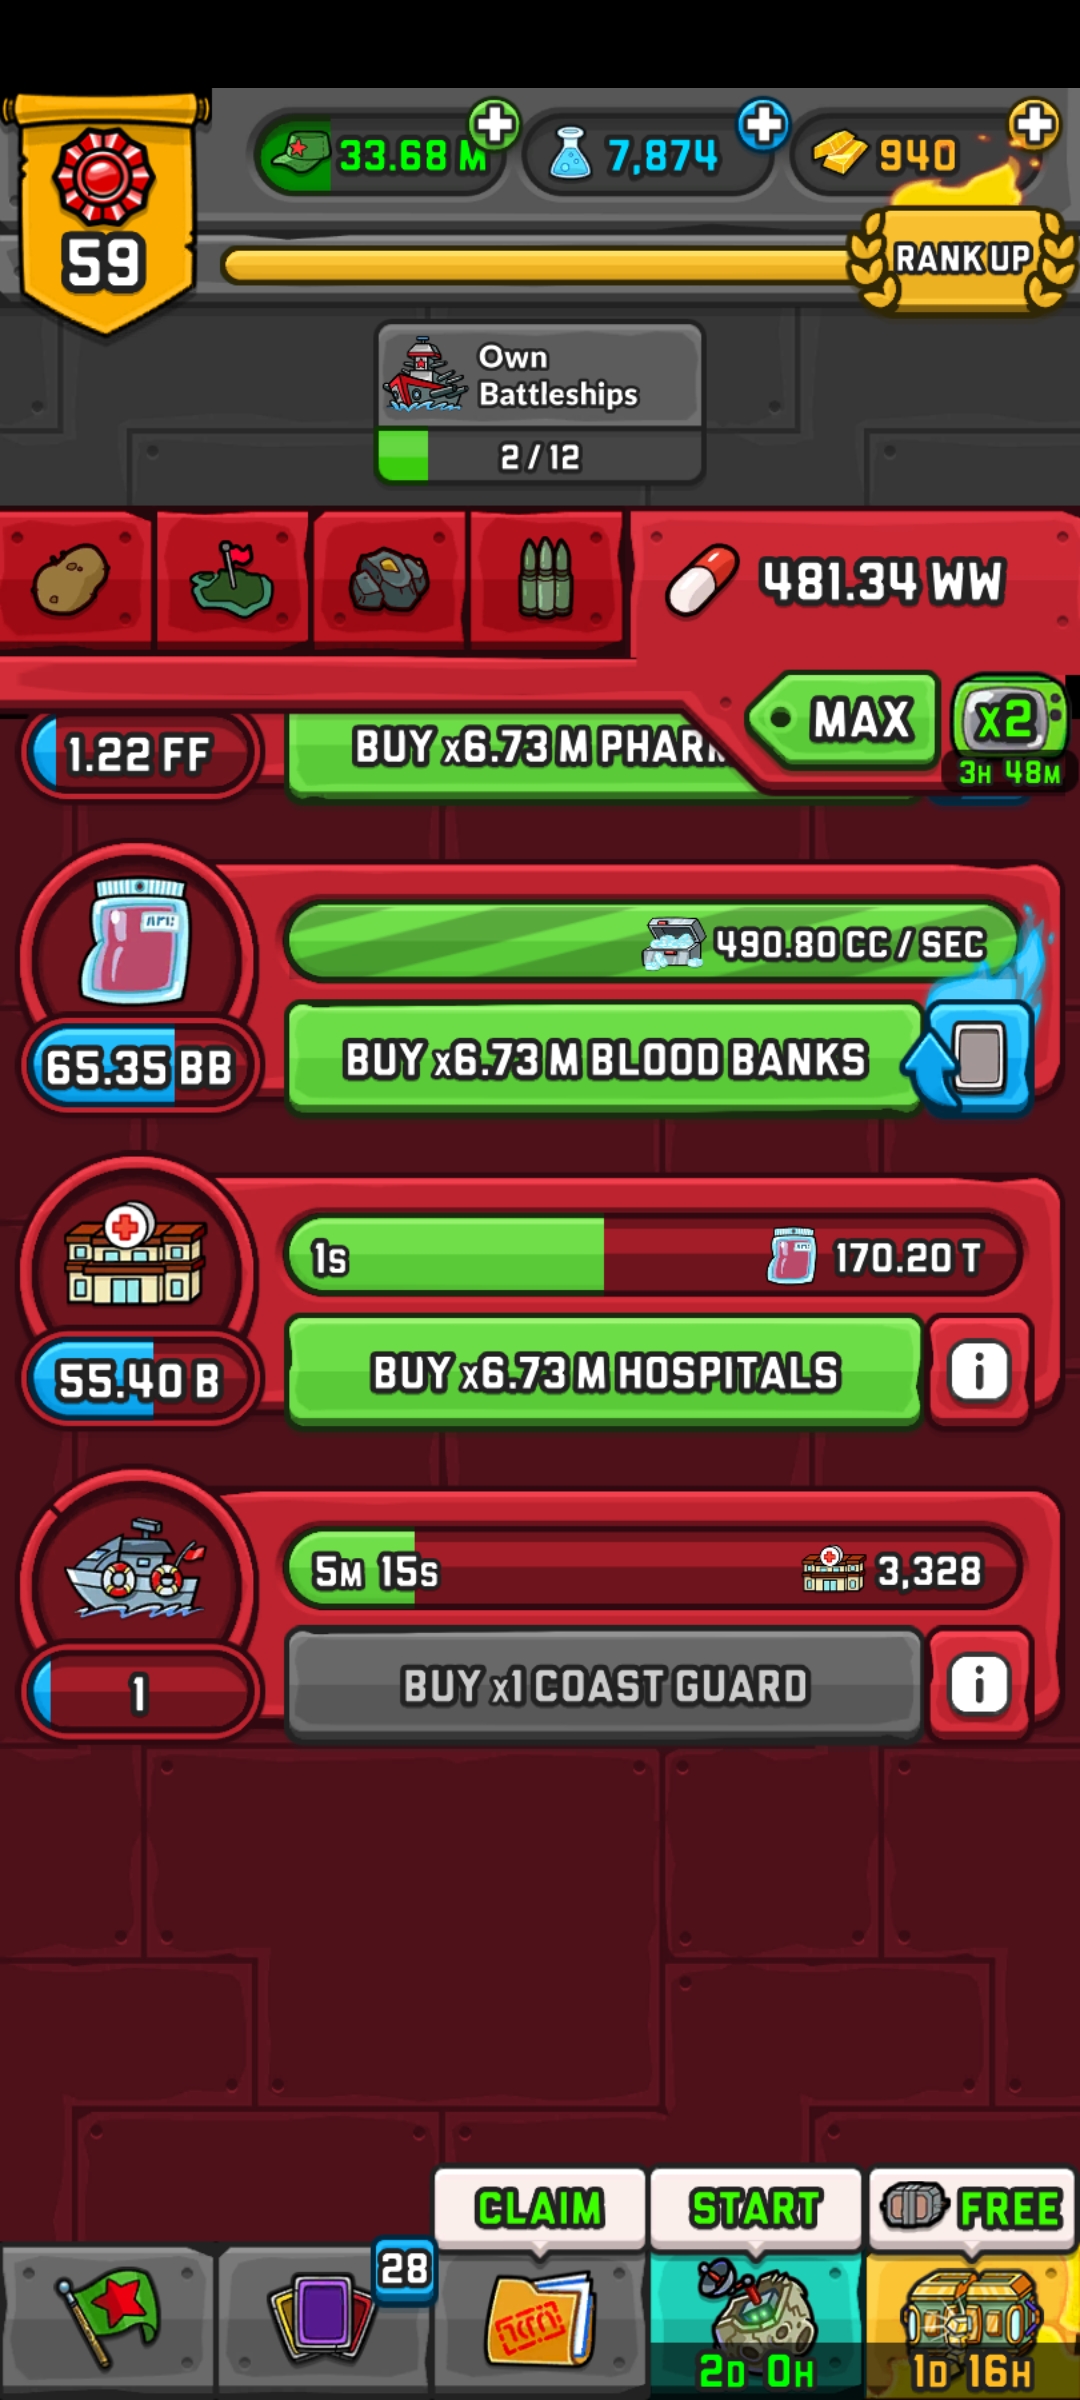 59
33.68 M
7,874
940
RANK UP
Own
Battleships
2 / 12
481.34 WW
MAX
x2
3H 48M
1.22 FF
BUY x6.73 M
490.80 CC / SEC
65.35 BB
BUY x6.73 M BLOOD BANKS
1S
170.20 T
55.40 B
BUY x6.73 M HOSPITALS
i
5M 15S
3,328
1
BUY x1 COAST GUARD
i
CLAIM
START
FREE
28
2D 0H
1D 16H